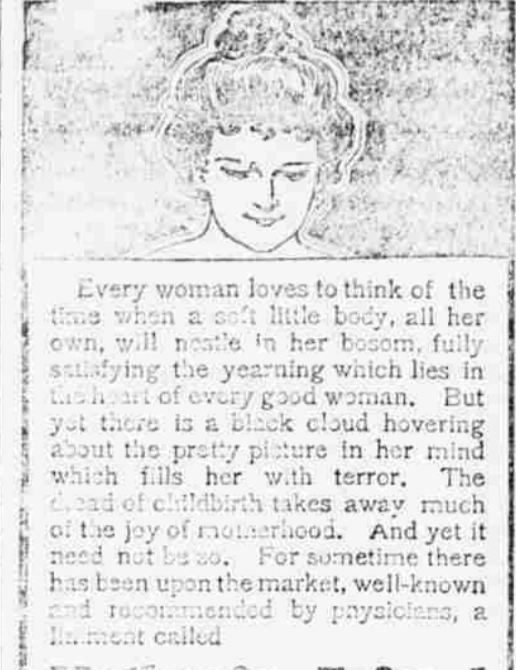 Every woman loves to think of the
time when a soft little body, all her
own, will nestle in her bosom, fully
satisfying the yearning which lies in
the heart of every good woman. But
yet there is a black cloud hovering
about the pretty picture in her mind
which fills her with terror. The
dread of childbirth takes away much
of the joy of motherhood. And yet it
need not be so. For sometime there
has been upon the market, well-known
and recommended by physicians, a
liniment called